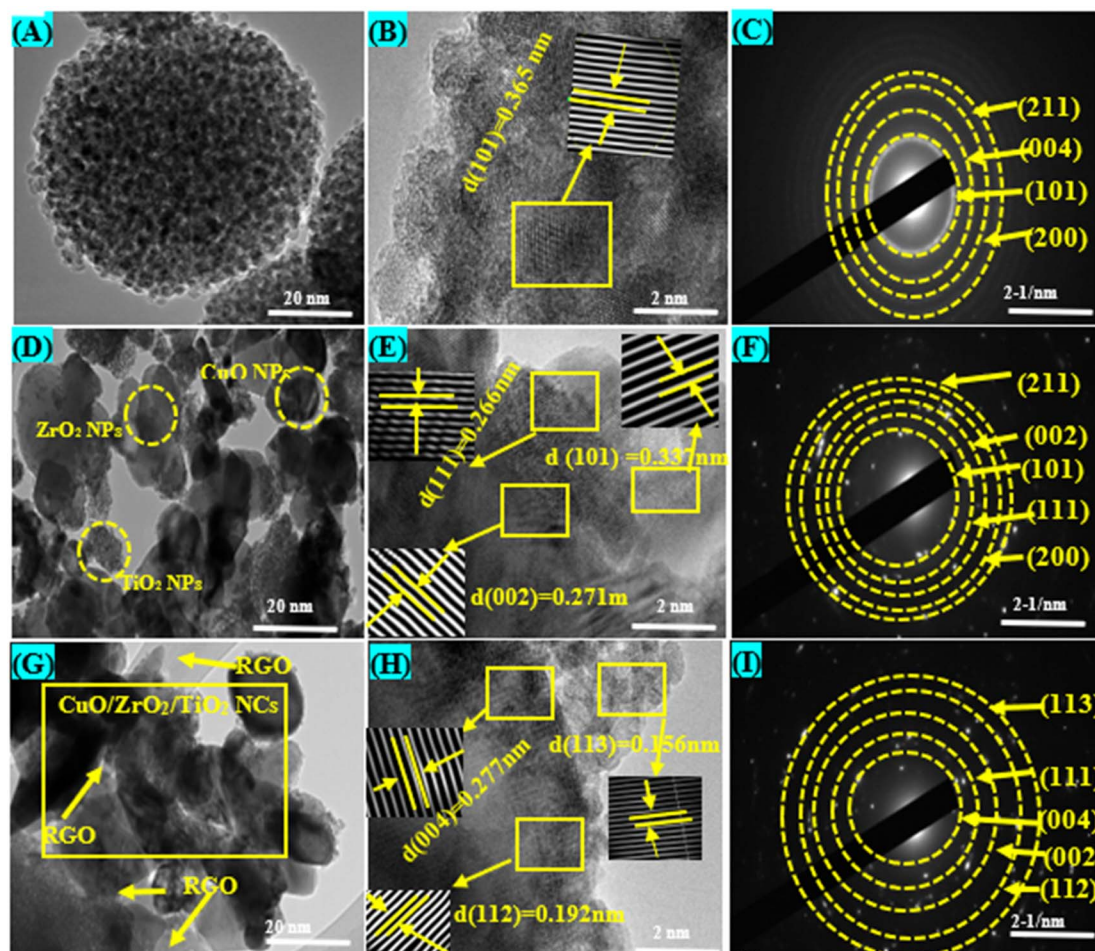 (A)
20 nm
(B)
d(101)=0.365 nm
2 nm
(C)
(211)
(004)
(101)
(200)
2-1/nm
(D)
CuO NPs
ZrO₂ NPs
TiO₂ NPs
20 nm
(E)
d(111)=0.266nm
d (101) =0.337nm
d(002)=0.271m
2 nm
(F)
(211)
(002)
(101)
(111)
(200)
2-1/nm
(G)
RGO
CuO/ZrO₂/TiO₂ NCs
RGO
RGO
20 nm
(H)
d(113)=0.156nm
d(004)=0.277nm
d(112)=0.192nm
2 nm
(I)
(113)
(111)
(004)
(002)
(112)
2-1/nm